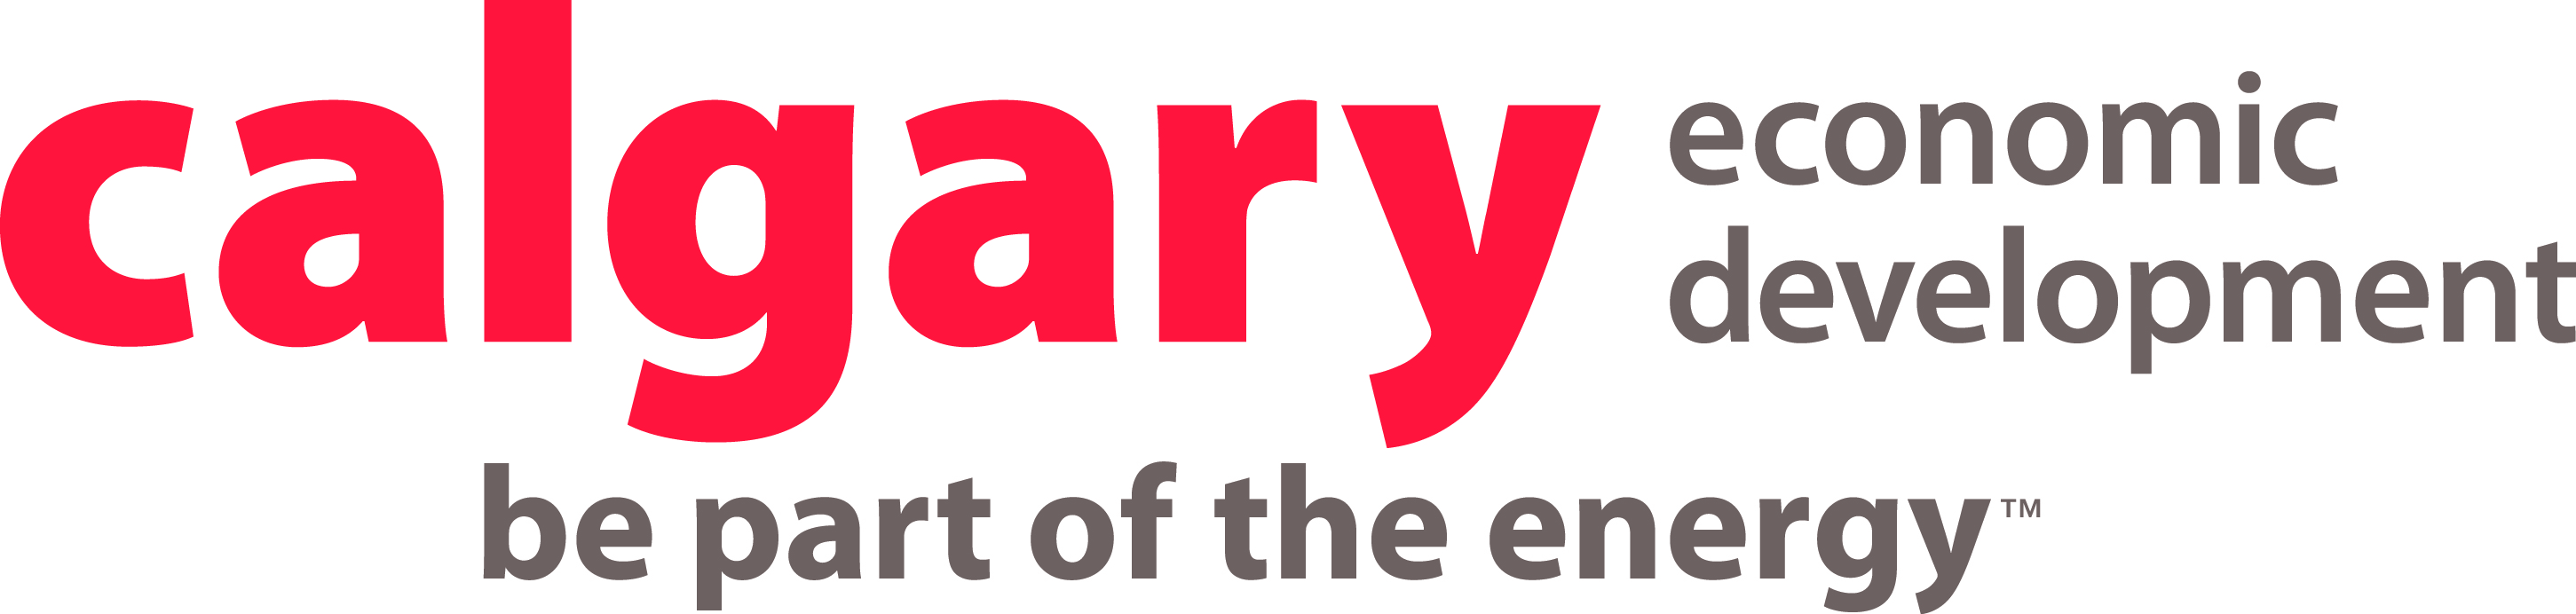 calgary
economic
development
be part of the energy™